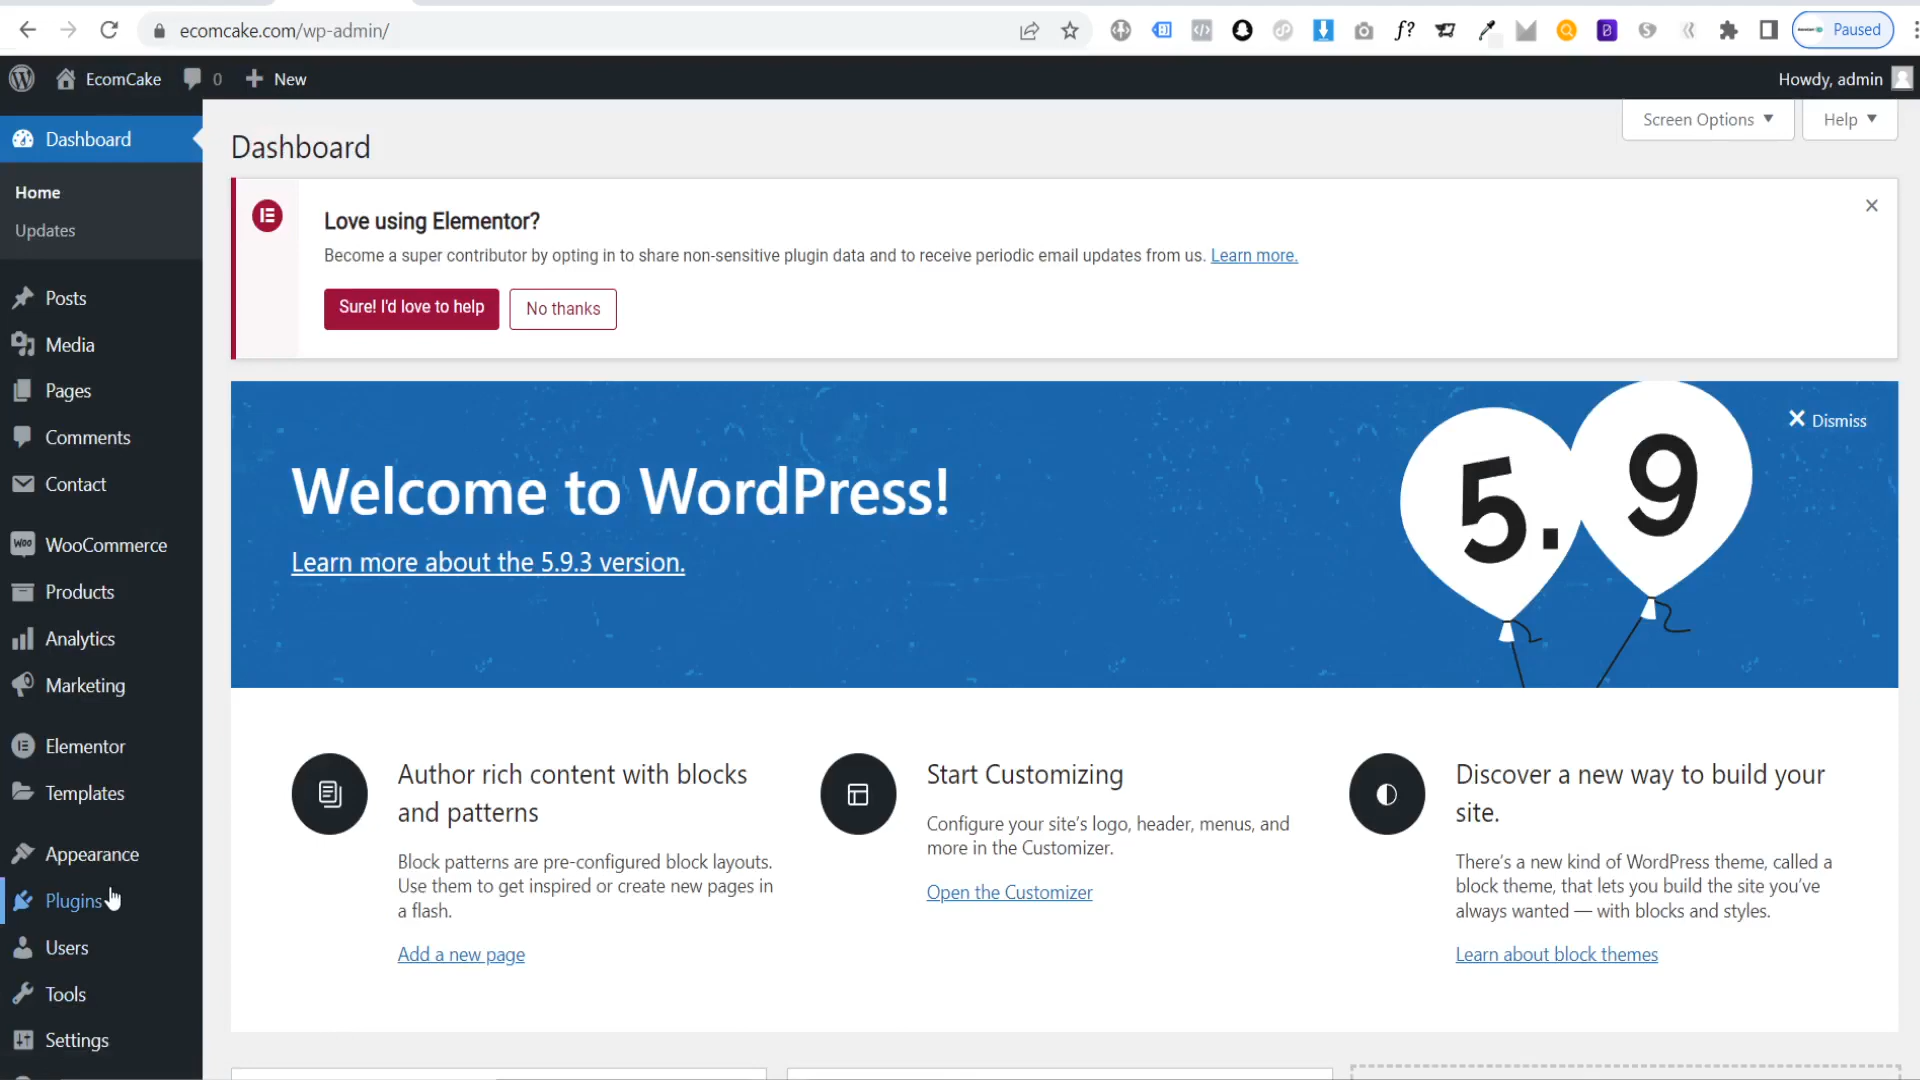 ecomcake.com/wp-admin/
f?
Paused
EcomCake
0
New
Howdy, admin
Dashboard
Home
Updates
Posts
Media
Pages
Comments
Contact
WooCommerce
Products
Analytics
Marketing
Elementor
Templates
Appearance
Plugins
Users
Tools
Settings
Screen Options
Help
Dashboard
Love using Elementor?
Become a super contributor by opting in to share non-sensitive plugin data and to receive periodic email updates from us. Learn more.
Sure! I'd love to help
No thanks
Dismiss
Welcome to WordPress!
Learn more about the 5.9.3 version.
5.9
Author rich content with blocks
and patterns
Block patterns are pre-configured block layouts.
Use them to get inspired or create new pages in
a flash.
Add a new page
Start Customizing
Configure your site's logo, header, menus, and
more in the Customizer.
Open the Customizer
Discover a new way to build your
site.
There's a new kind of WordPress theme, called a
block theme, that lets you build the site you've
always wanted — with blocks and styles.
Learn about block themes